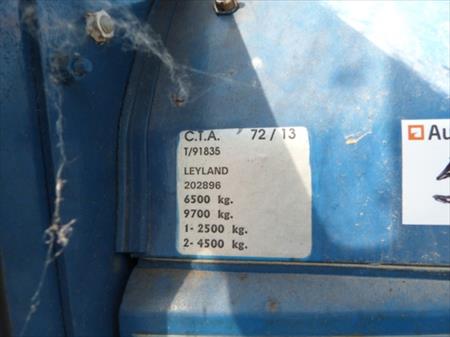 C.T.A. 72/13
T/91835
LEYLAND
202896
6500 kg.
9700 kg.
1- 2500 kg.
2- 4500 kg.
Au